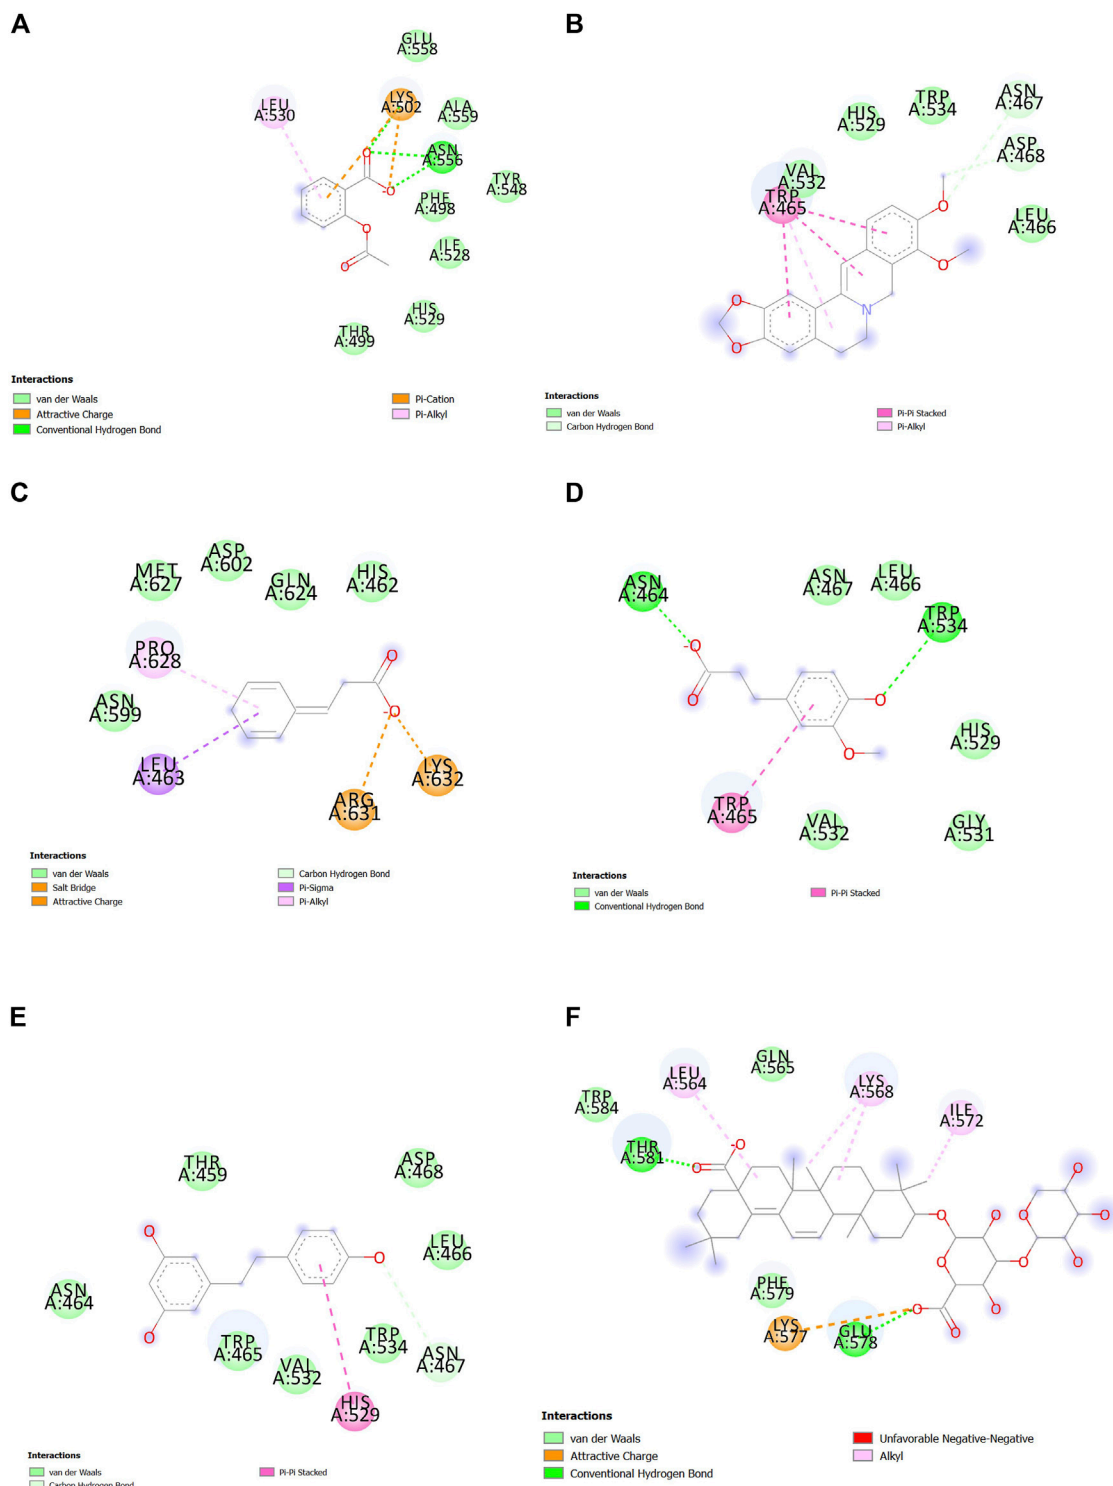 A
GLU
A:558
LYS
A:502
LEU
A:530
ALA
A:559
O
ASN
A:556
-O
TYR
A:548
PHE
A:498
O
ILE
A:528
O
HIS
A:529
THR
A:499
Interactions
van der Waals
Attractive Charge
Conventional Hydrogen Bond
Pi-Cation
Pi-Alkyl
B
ASN
A:467
TRP
A:534
HIS
A:529
ASP
A:468
VAL
A:532
TRP
A:465
O
LEU
A:466
O
O
N
O
Interactions
van der Waals
Carbon Hydrogen Bond
Pi-Pi Stacked
Pi-Alkyl
C
ASP
A:602
MET
A:627
GLN
A:624
HIS
A:462
PRO
A:628
O
ASN
A:599
-O
LEU
A:463
LYS
A:632
ARG
A:631
Interactions
van der Waals
Salt Bridge
Attractive Charge
Carbon Hydrogen Bond
Pi-Sigma
Pi-Alkyl
D
ASN
A:464
ASN
A:467
LEU
A:466
TRP
A:534
-O
O
O
O
HIS
A:529
TRP
A:465
VAL
A:532
GLY
A:531
Interactions
van der Waals
Conventional Hydrogen Bond
Pi-Pi Stacked
E
THR
A:459
ASP
A:468
O
O
LEU
A:466
ASN
A:464
O
TRP
A:465
VAL
A:532
TRP
A:534
ASN
A:467
HIS
A:529
Interactions
van der Waals
Carbon Hydrogen Bond
Pi-Pi Stacked
F
GLN
A:565
LEU
A:564
LYS
A:568
TRP
A:584
ILE
A:572
THR
A:581
-O
O
O
O
O
O
O
O
O
O
O
O
-O
O
PHE
A:579
LYS
A:577
GLU
A:578
Interactions
van der Waals
Attractive Charge
Conventional Hydrogen Bond
Unfavorable Negative-Negative
Alkyl